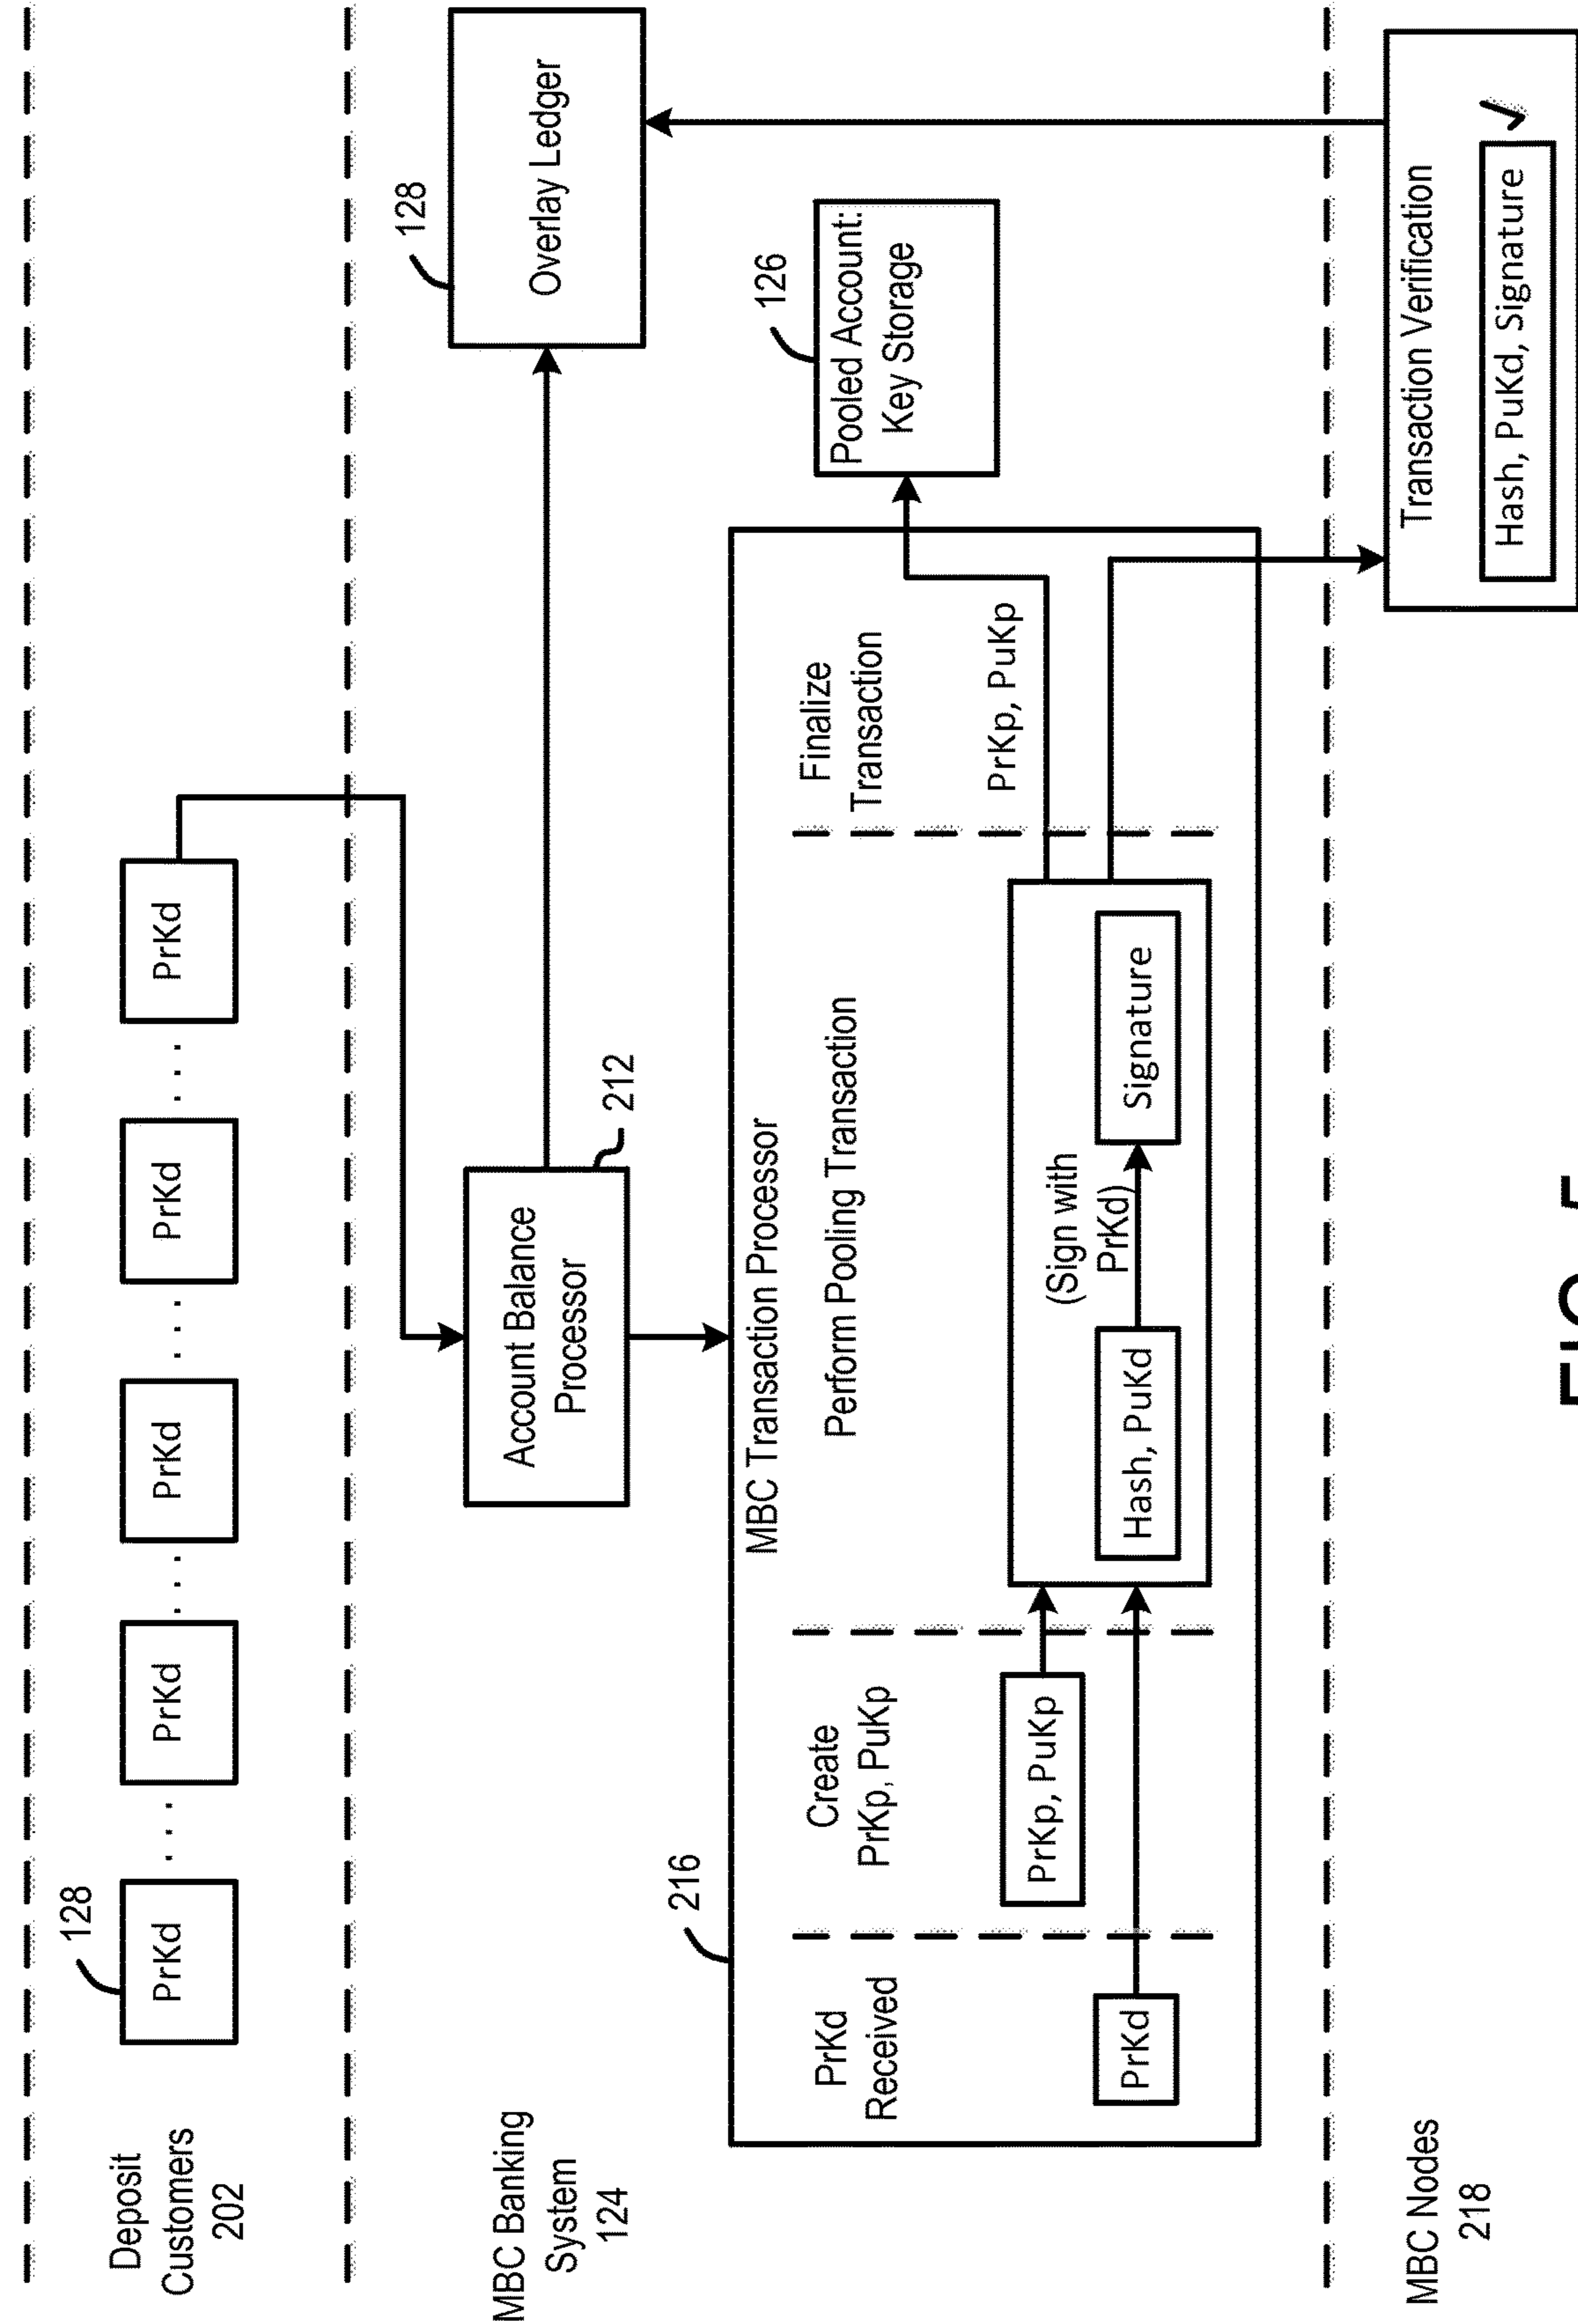 Deposit
Customers
202
128
PrKd
. . .
PrKd
. . .
PrKd
. . .
PrKd
. . .
PrKd
MBC Banking
System
124
Account Balance
Processor
212
128
Overlay Ledger
126
Pooled Account:
Key Storage
216
MBC Transaction Processor
PrKd
Received
Create
PrKp, PuKp
Perform Pooling Transaction
Finalize
Transaction
PrKd
PrKp, PuKp
(Sign with
PrKd)
Hash, PuKd
Signature
PrKp, PuKp
MBC Nodes
218
Transaction Verification
Hash, PuKd, Signature ✓